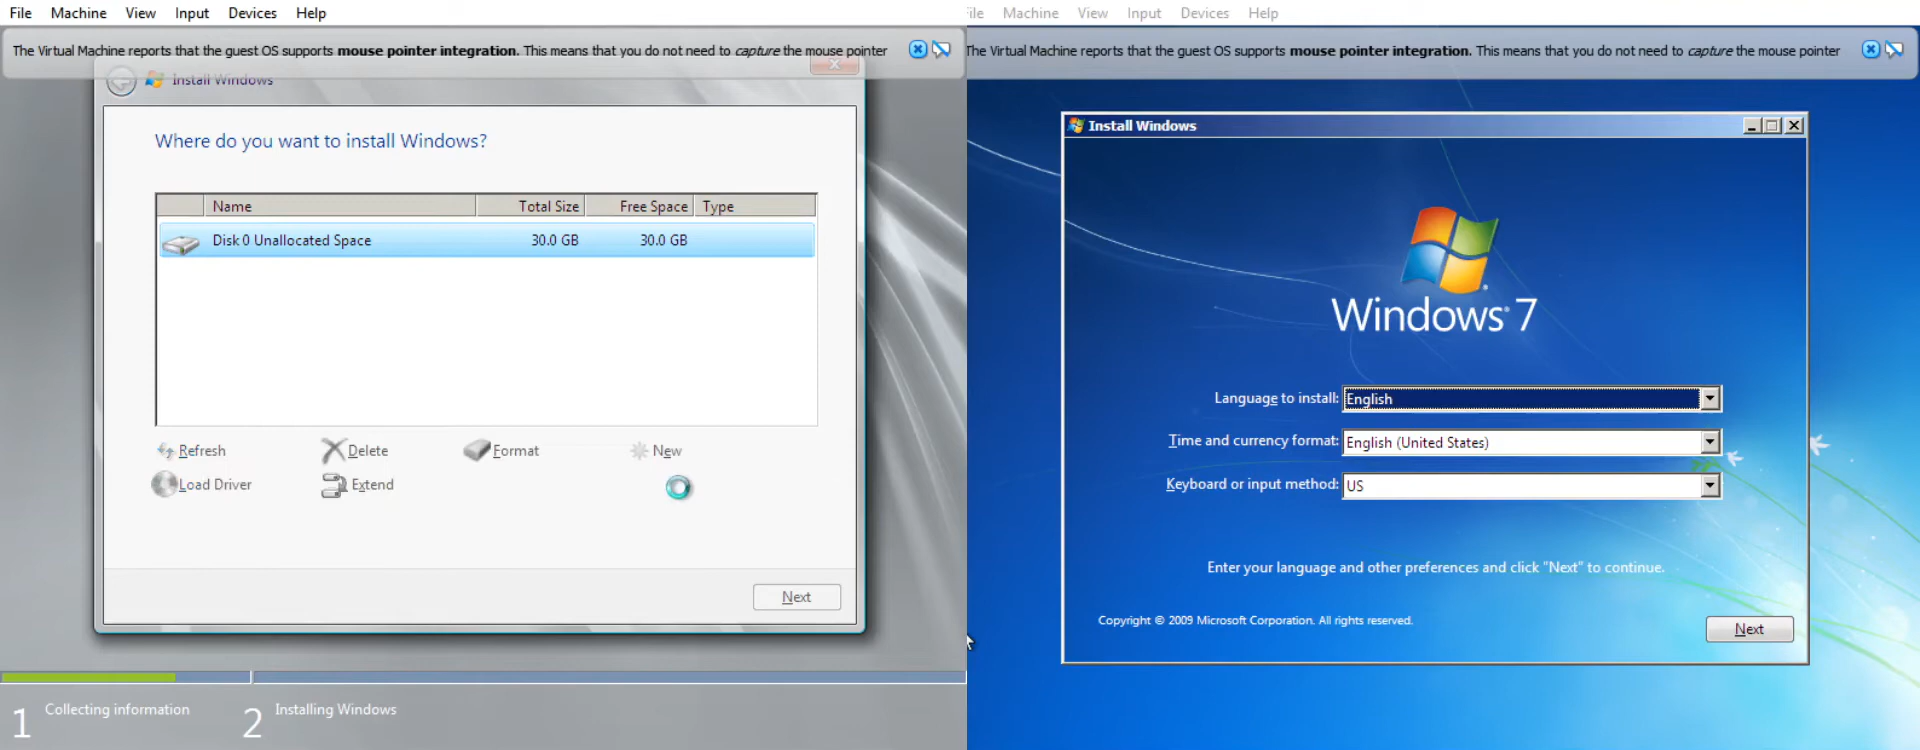 File Machine View Input Devices Help
The Virtual Machine reports that the guest OS supports mouse pointer integration. This means that you do not need to capture the mouse pointer
Install Windows
Where do you want to install Windows?
Name Total Size Free Space Type
Disk 0 Unallocated Space 30.0 GB 30.0 GB
Refresh Delete Format New
Load Driver Extend
Next
1 Collecting information 2 Installing Windows
ile Machine View Input Devices Help
The Virtual Machine reports that the guest OS supports mouse pointer integration. This means that you do not need to capture the mouse pointer
Install Windows
Windows 7
Language to install: English
Time and currency format: English (United States)
Keyboard or input method: US
Enter your language and other preferences and click "Next" to continue.
Copyright © 2009 Microsoft Corporation. All rights reserved.
Next